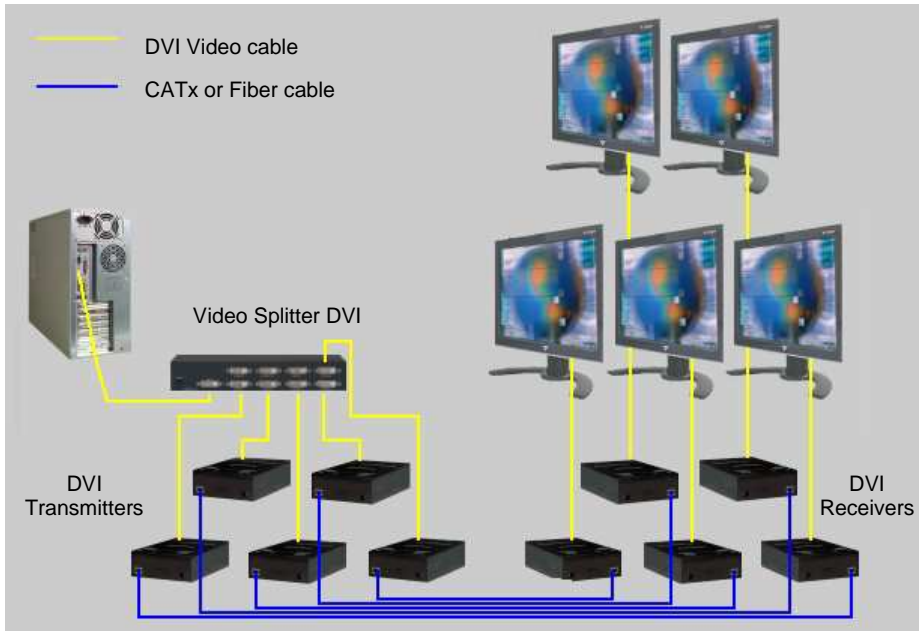 DVI Video cable
CATx or Fiber cable
Video Splitter DVI
DVI
Transmitters
DVI
Receivers